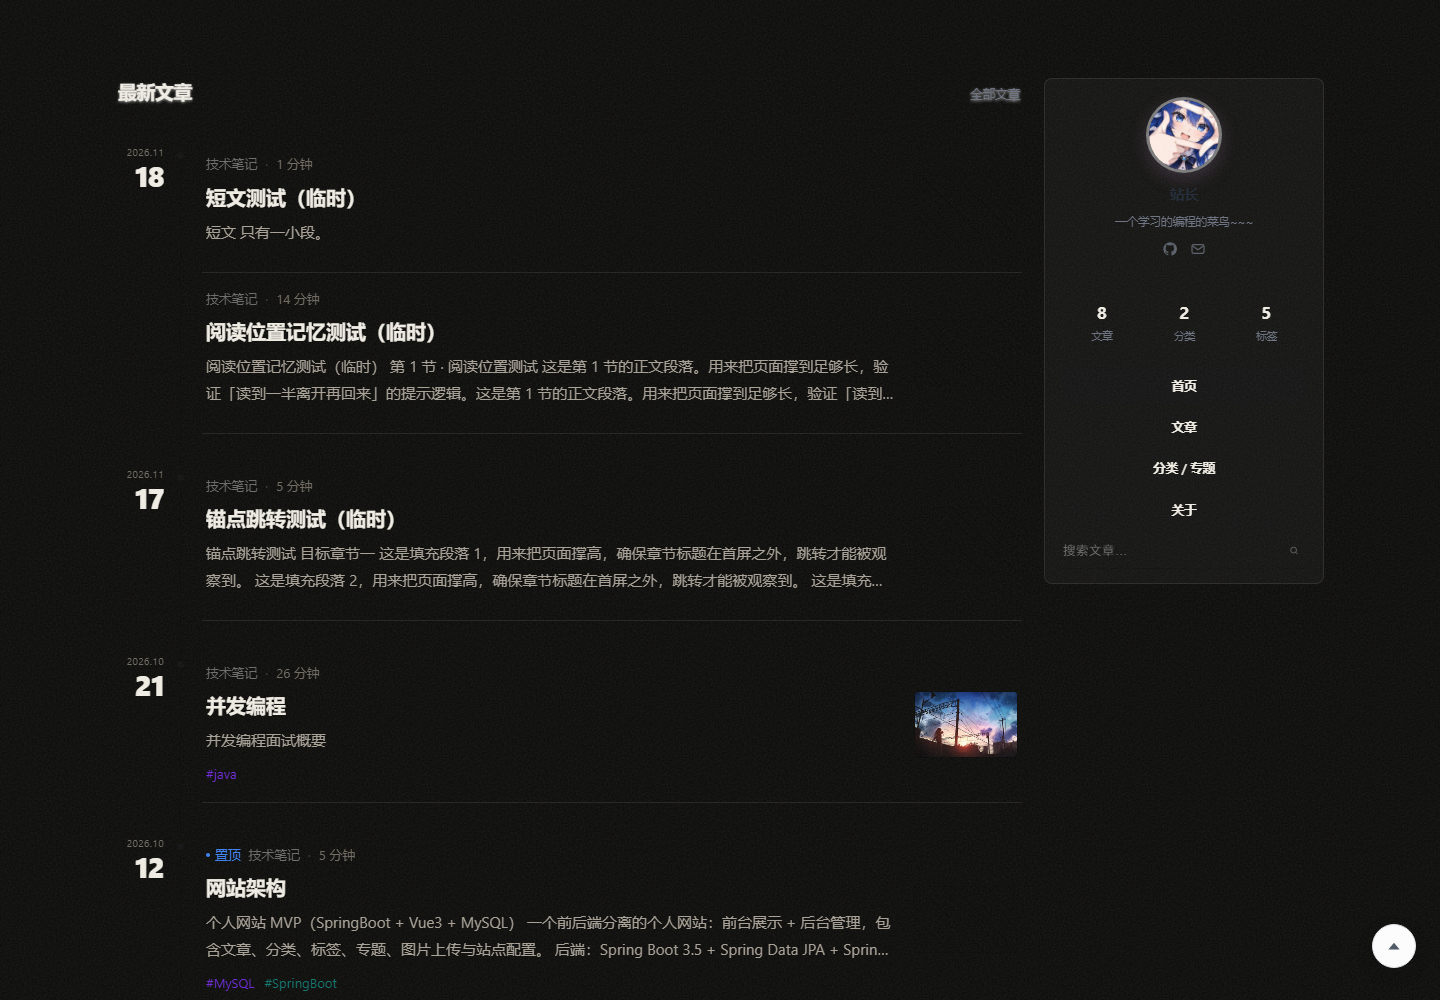 最新文章
全部文章
2026.11
18
技术笔记 · 1 分钟
短文测试（临时）
短文 只有一小段。
技术笔记 · 14 分钟
阅读位置记忆测试（临时）
阅读位置记忆测试（临时） 第 1 节 · 阅读位置测试 这是第 1 节的正文段落。用来把页面撑到足够长，验
证「读到一半离开再回来」的提示逻辑。这是第 1 节的正文段落。用来把页面撑到足够长，验证「读到...
2026.11
17
技术笔记 · 5 分钟
锚点跳转测试（临时）
锚点跳转测试 目标章节一 这是填充段落 1，用来把页面撑高，确保章节标题在首屏之外，跳转才能被观
察到。 这是填充段落 2，用来把页面撑高，确保章节标题在首屏之外，跳转才能被观察到。 这是填充...
2026.10
21
技术笔记 · 26 分钟
并发编程
并发编程面试概要
#java
2026.10
12
• 置顶 技术笔记 · 5 分钟
网站架构
个人网站 MVP（SpringBoot + Vue3 + MySQL） 一个前后端分离的个人网站：前台展示 + 后台管理，包
含文章、分类、标签、专题、图片上传与站点配置。 后端：Spring Boot 3.5 + Spring Data JPA + Sprin...
#MySQL #SpringBoot
站长
一个学习的编程的菜鸟~~~
8 2 5
文章 分类 标签
首页
文章
分类 / 专题
关于
搜索文章...